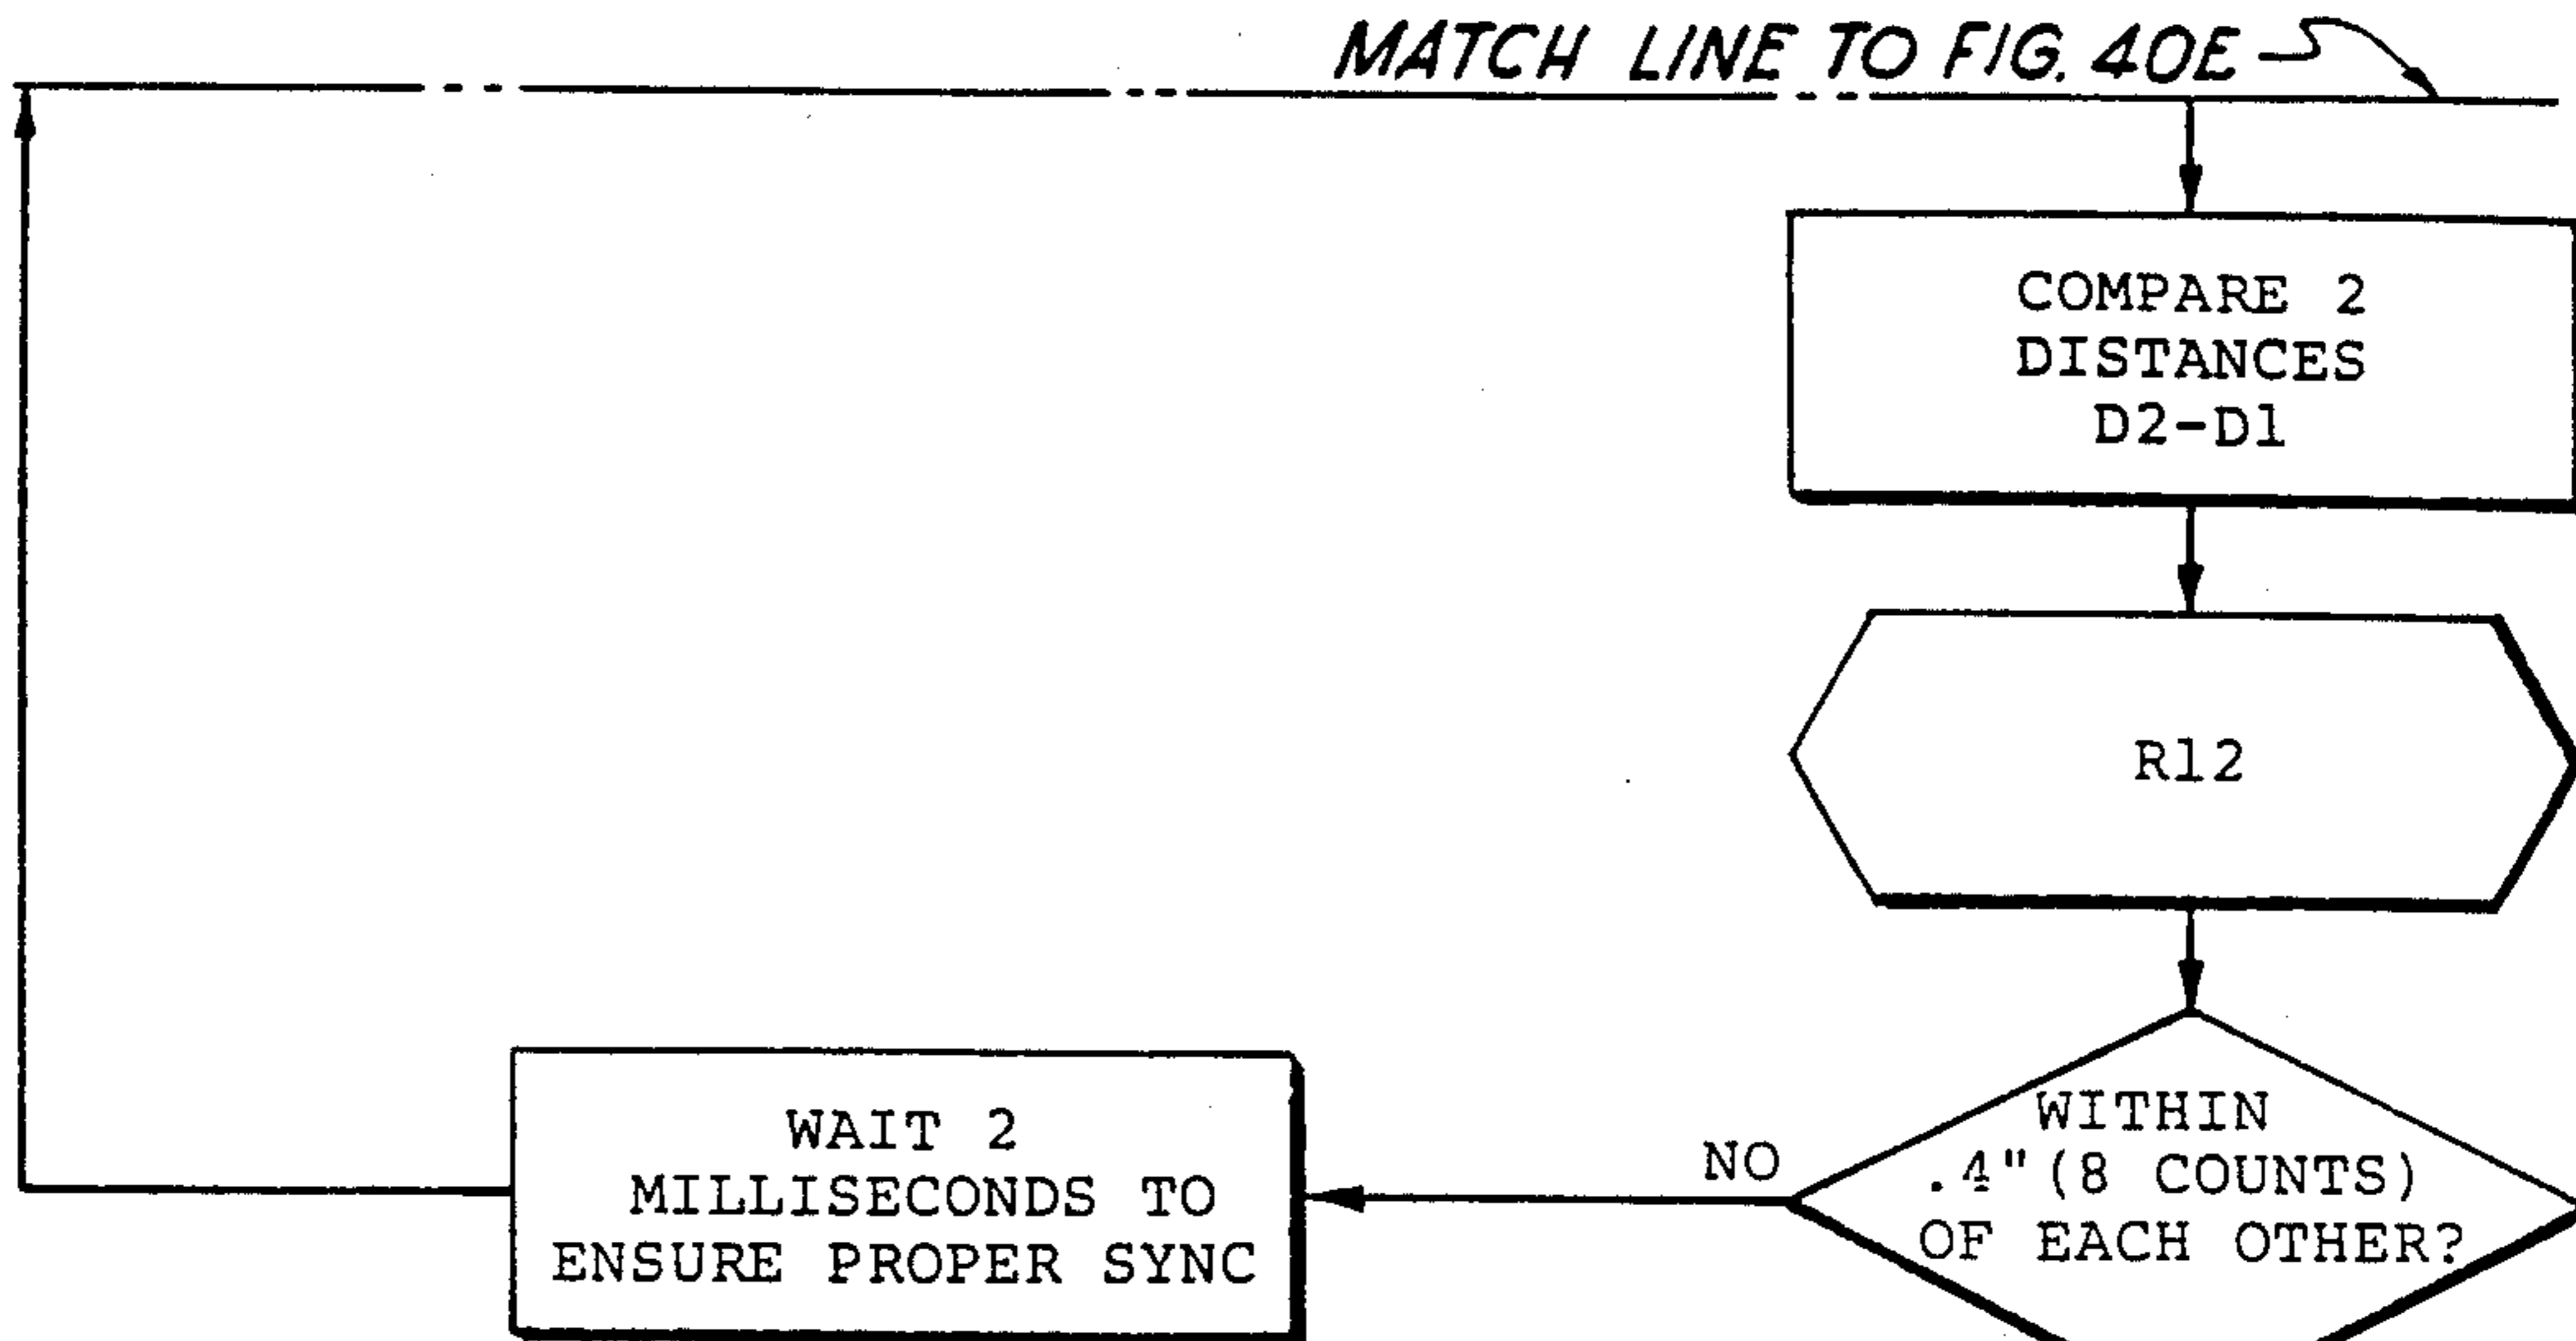 MATCH LINE TO FIG. 40E
COMPARE 2
DISTANCES
D2-D1
R12
WITHIN
.4"(8 COUNTS)
OF EACH OTHER?
NO
WAIT 2
MILLISECONDS TO
ENSURE PROPER SYNC